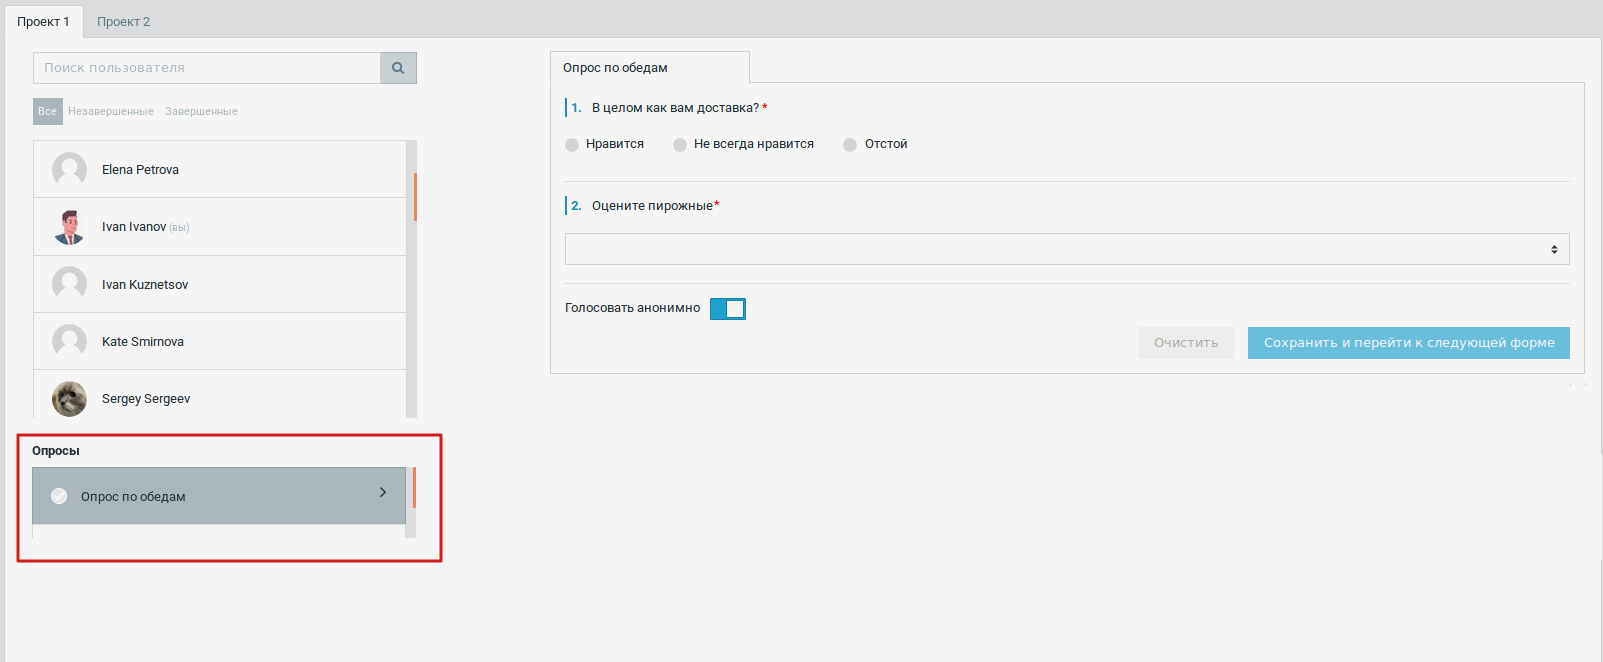 Проект 1
Проект 2
Поиск пользователя
Все
Незавершенные
Завершенные
Elena Petrova
Ivan Ivanov (вы)
Ivan Kuznetsov
Kate Smirnova
Sergey Sergeev
Опросы
Опрос по обедам
Опрос по обедам
1. В целом как вам доставка? *
Нравится
Не всегда нравится
Отстой
2. Оцените пирожные*
Голосовать анонимно
Очистить
Сохранить и перейти к следующей форме